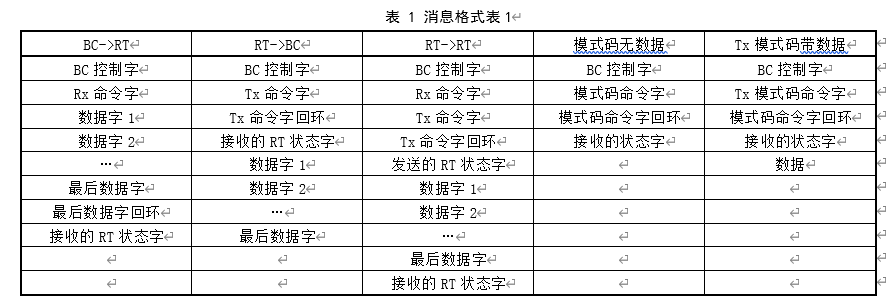 表 1 消息格式表1
BC->RT RT->BC RT->RT 模式码无数据 Tx 模式码带数据
BC 控制字 BC 控制字 BC 控制字 BC 控制字 BC 控制字
Rx 命令字 Tx 命令字 Rx 命令字 模式码命令字 Tx 模式码命令字
数据字 1 Tx 命令字回环 Tx 命令字 模式码命令字回环 模式码命令字回环
数据字 2 接收的 RT 状态字 Tx 命令字回环 接收的状态字 接收的状态字
… 数据字 1 发送的 RT 状态字 数据
最后数据字 数据字 2 数据字 1
最后数据字回环 … 数据字 2
接收的 RT 状态字 最后数据字 …
最后数据字
接收的 RT 状态字